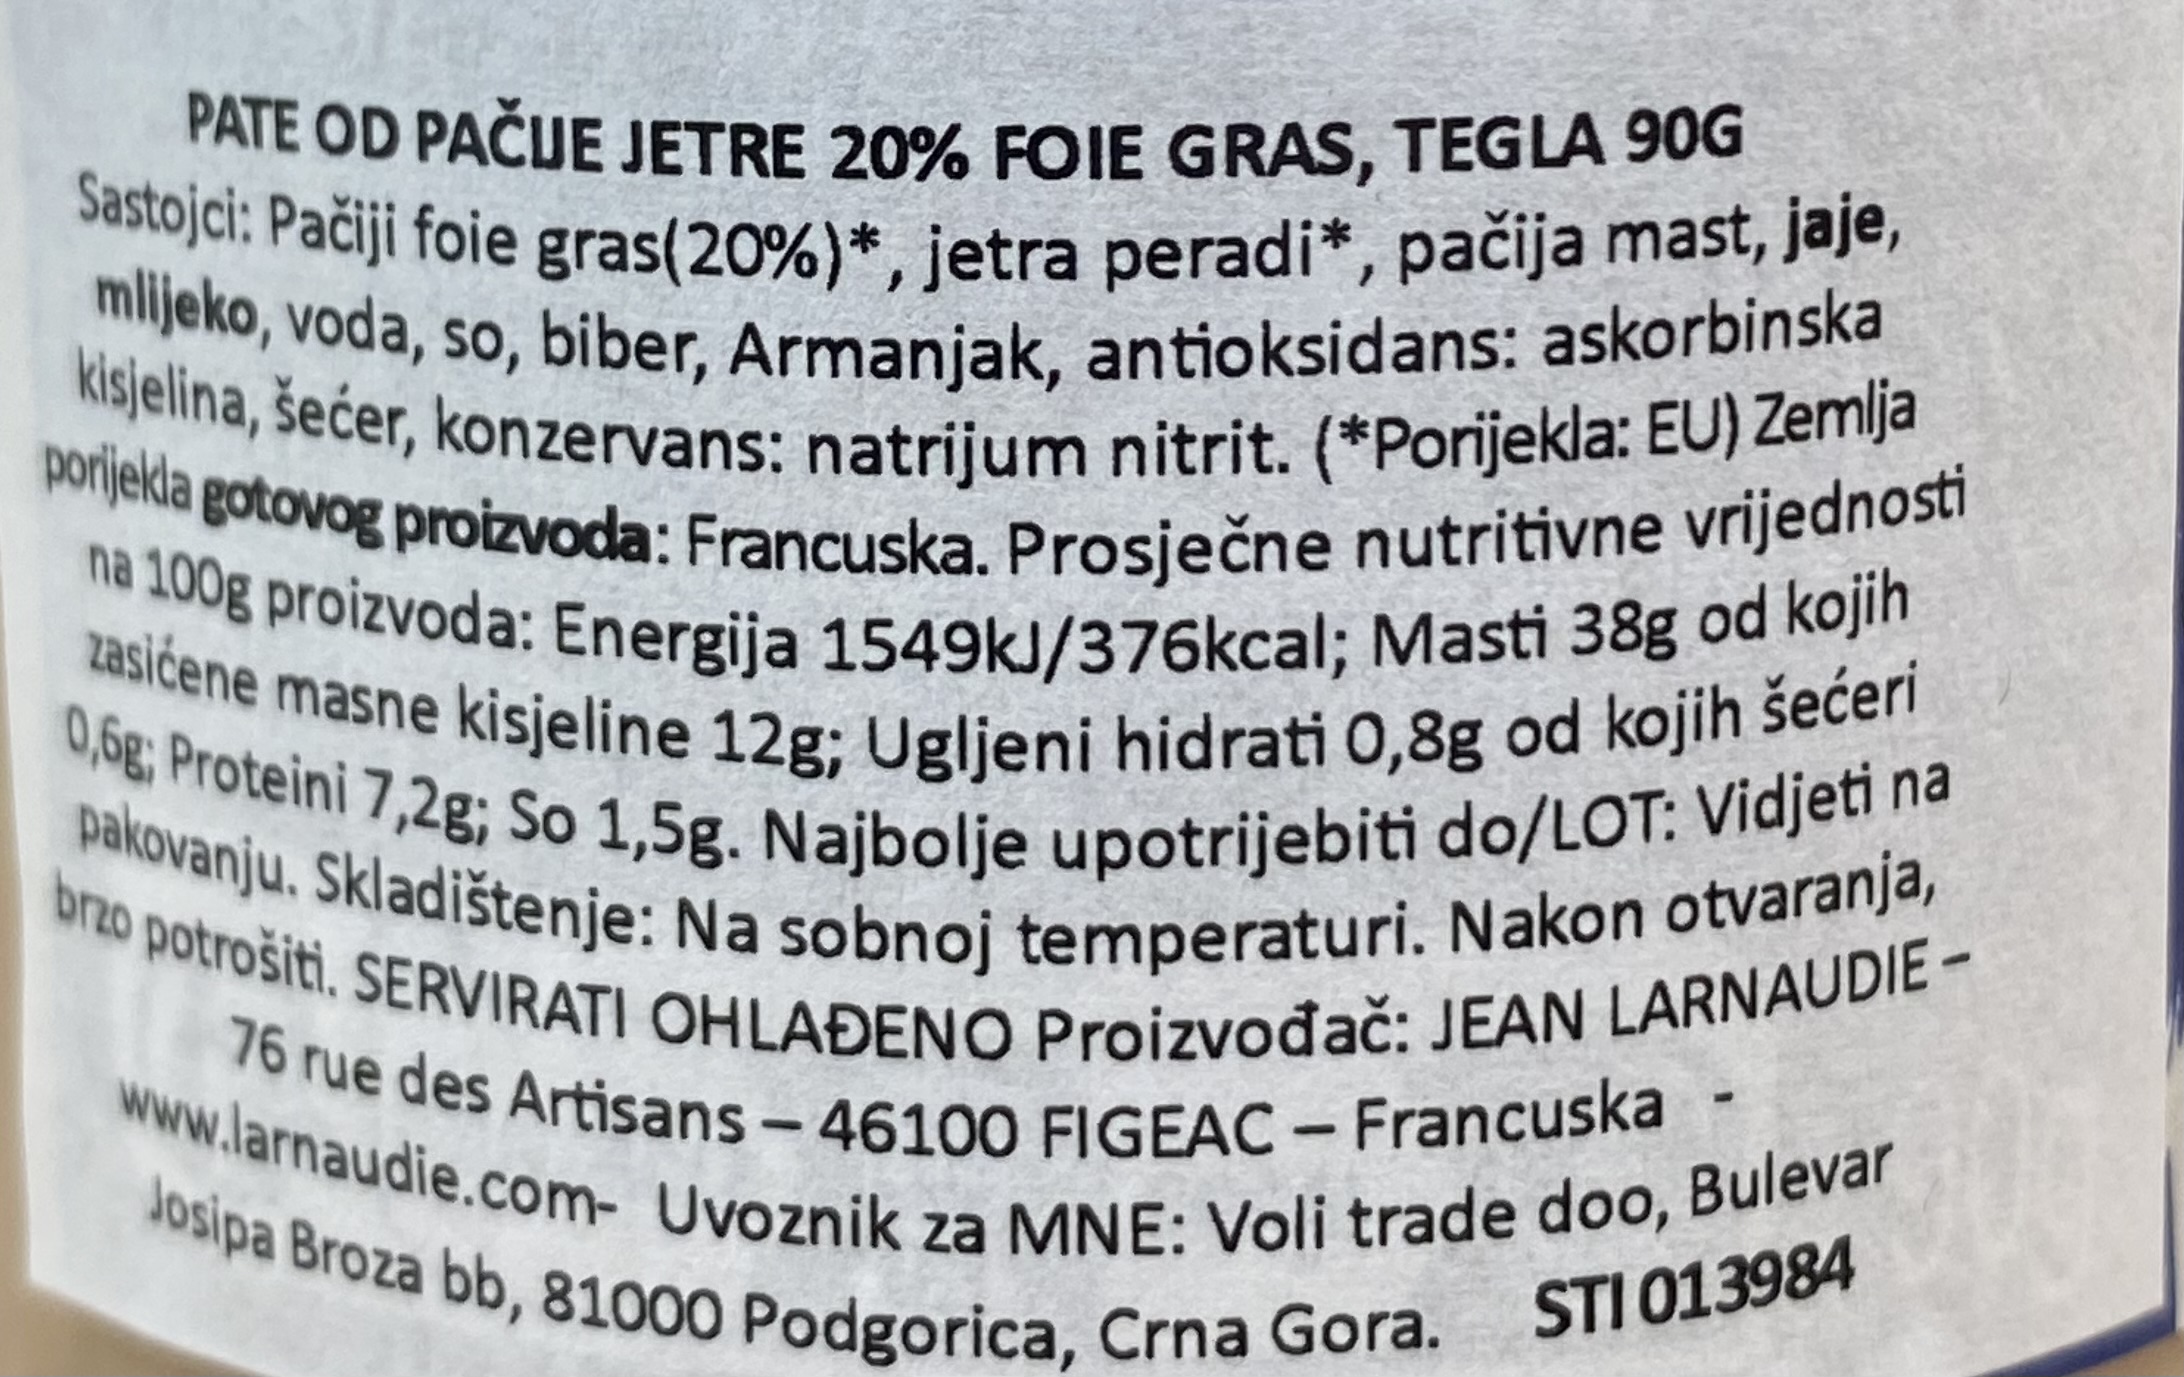 PATE OD PAČIJE JETRE 20% FOIE GRAS, TEGLA 90G
Sastojci: Pačiji foie gras(20%)*, jetra peradi*, pačija mast, jaje,
mlijeko, voda, so, biber, Armanjak, antioksidans: askorbinska
kisjelina, šećer, konzervans: natrijum nitrit. (*Porijekla: EU) Zemlja
porijekla gotovog proizvoda: Francuska. Prosječne nutritivne vrijednosti
na 100g proizvoda: Energija 1549kJ/376kcal; Masti 38g od kojih
zasićene masne kisjeline 12g; Ugljeni hidrati 0,8g od kojih šećeri
0,6g; Proteini 7,2g; So 1,5g. Najbolje upotrijebiti do/LOT: Vidjeti na
pakovanju. Skladištenje: Na sobnoj temperaturi. Nakon otvaranja,
brzo potrošiti. SERVIRATI OHLAĐENO Proizvođač: JEAN LARNAUDIE –
76 rue des Artisans – 46100 FIGEAC – Francuska -
www.larnaudie.com- Uvoznik za MNE: Voli trade doo, Bulevar
Josipa Broza bb, 81000 Podgorica, Crna Gora. STI 013984